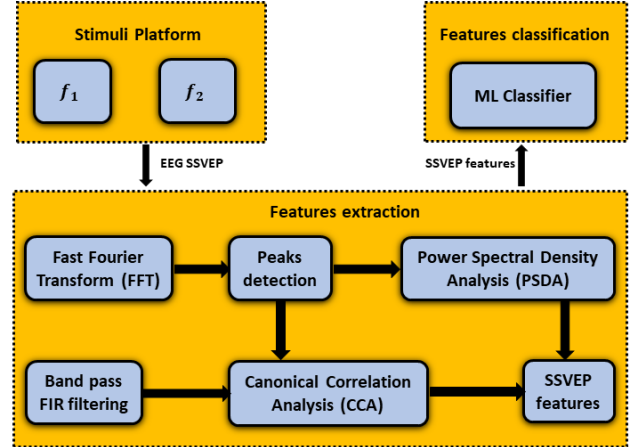 Stimuli Platform
f₁
f₂
Features classification
ML Classifier
EEG SSVEP
SSVEP features
Features extraction
Fast Fourier
Transform (FFT)
Peaks
detection
Power Spectral Density
Analysis (PSDA)
Band pass
FIR filtering
Canonical Correlation
Analysis (CCA)
SSVEP
features